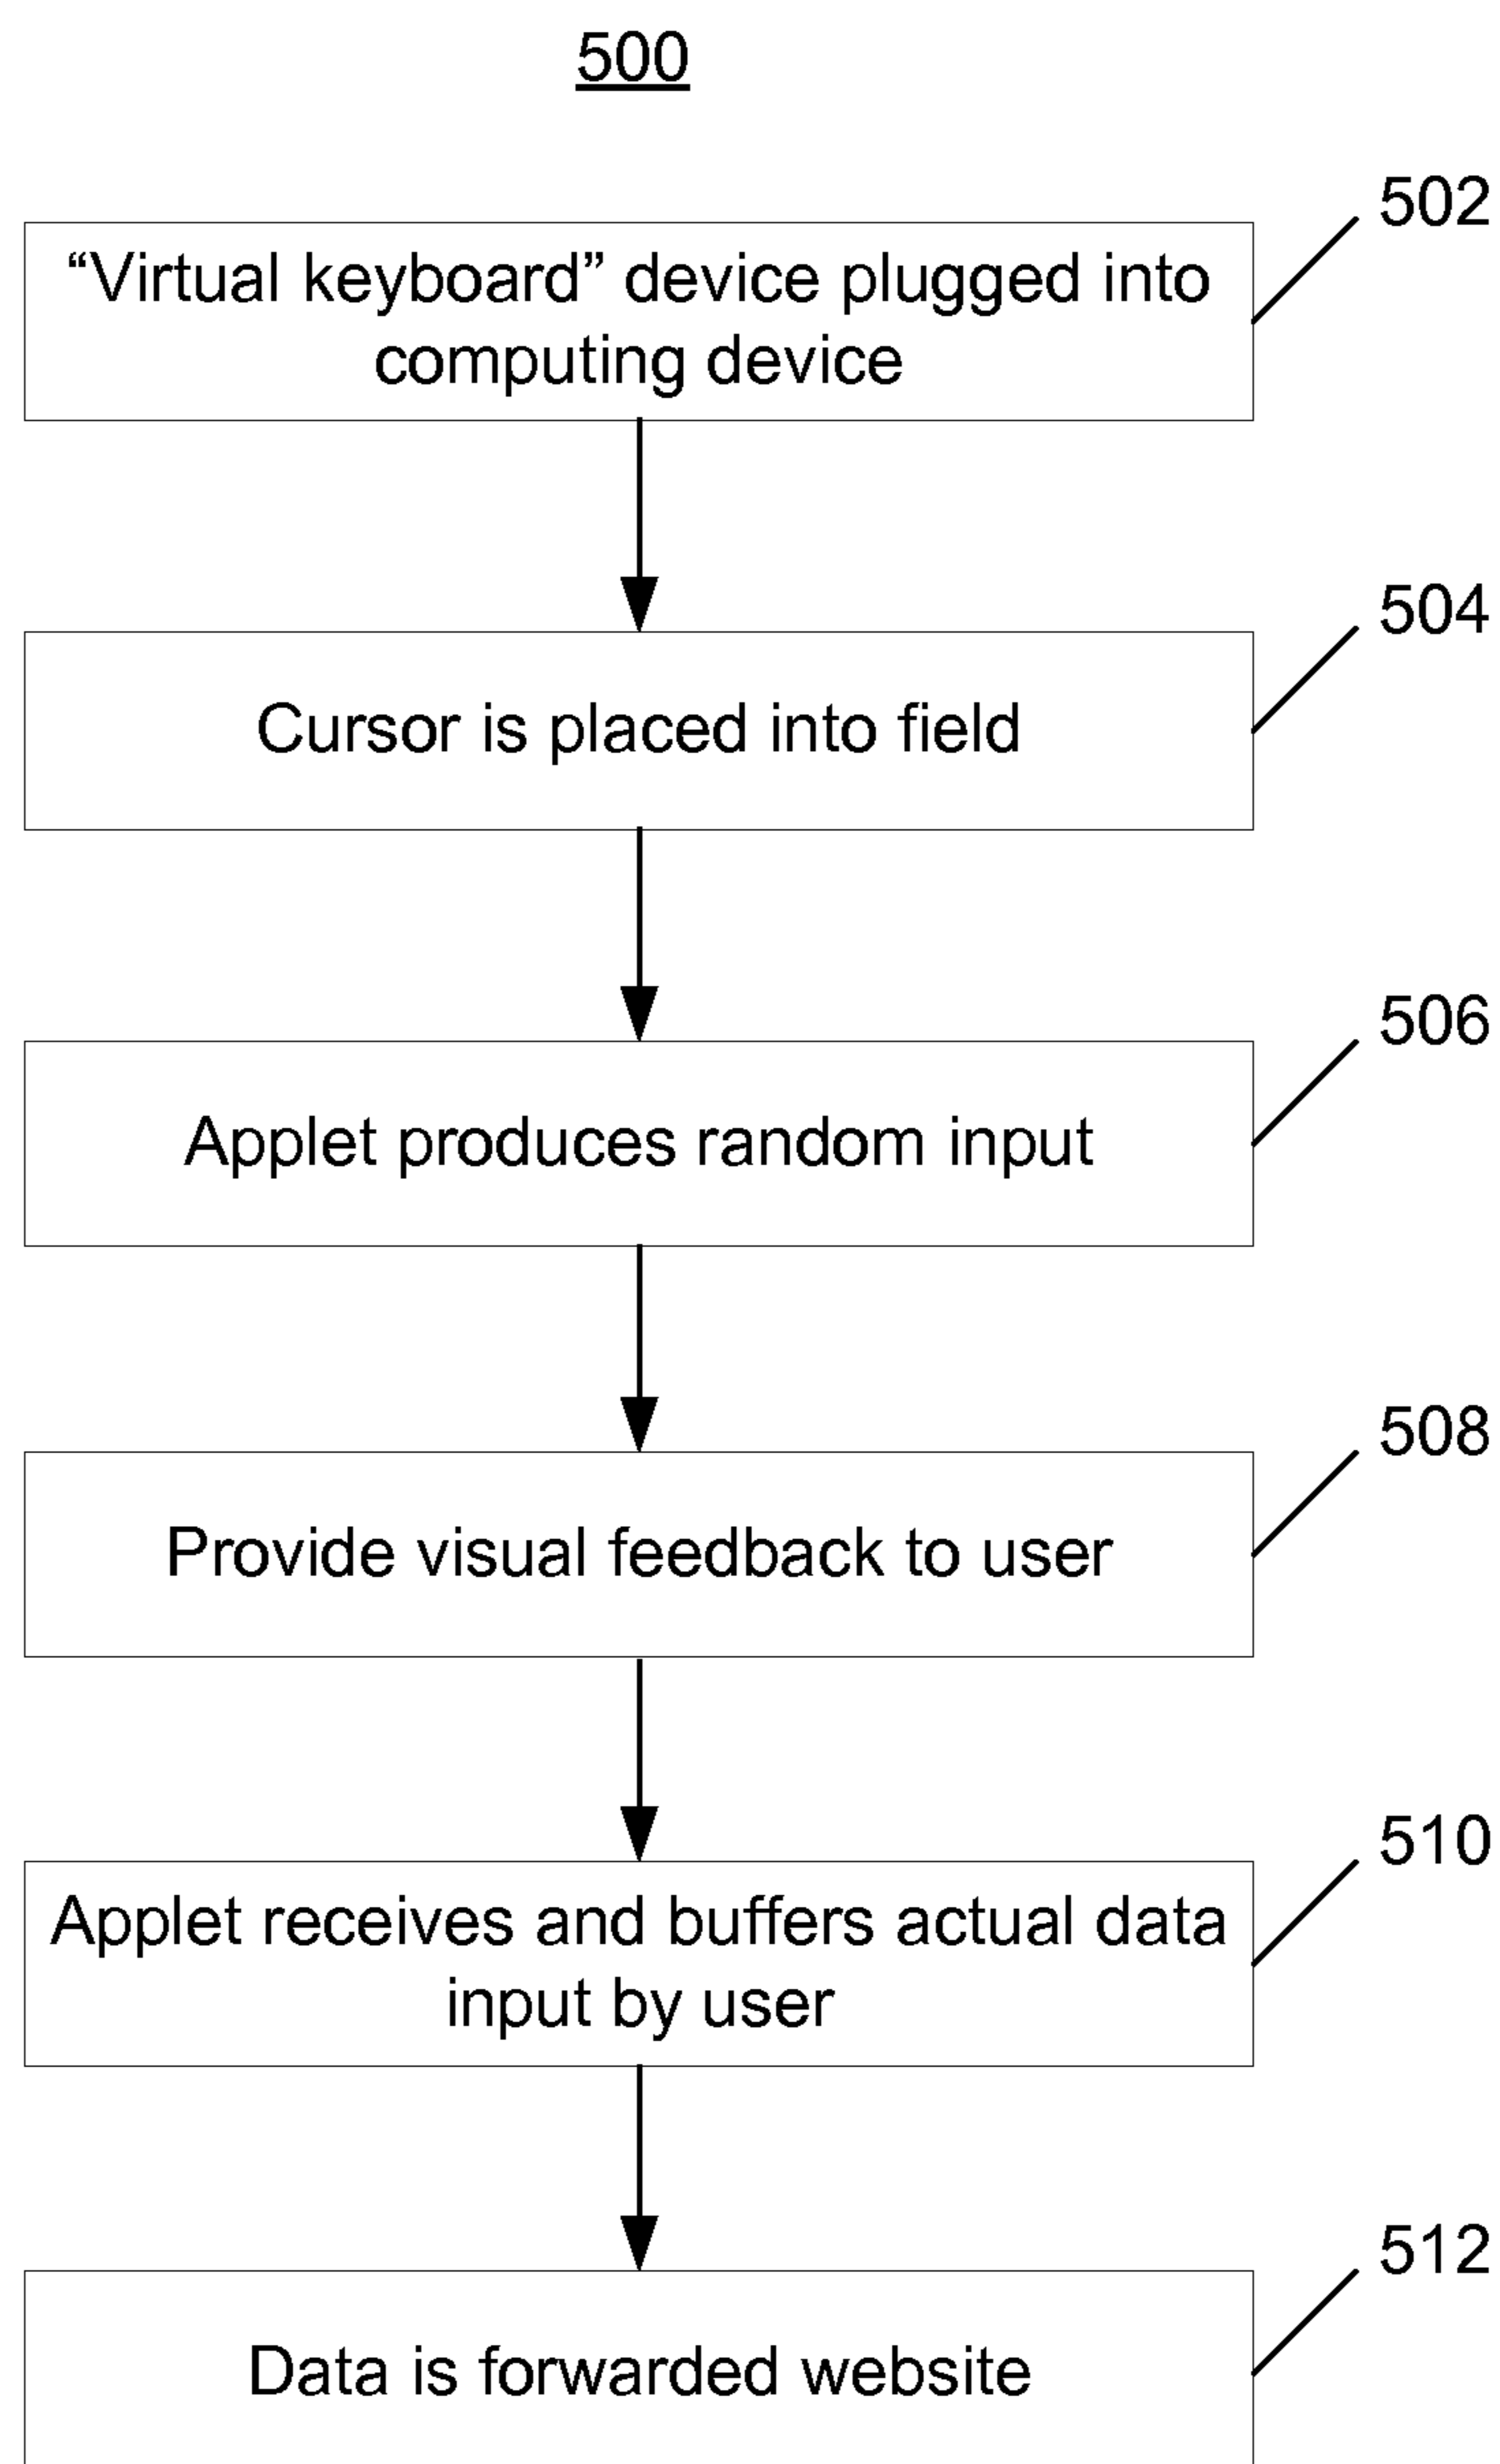 500
502
“Virtual keyboard” device plugged into
computing device
504
Cursor is placed into field
506
Applet produces random input
508
Provide visual feedback to user
510
Applet receives and buffers actual data
input by user
512
Data is forwarded website